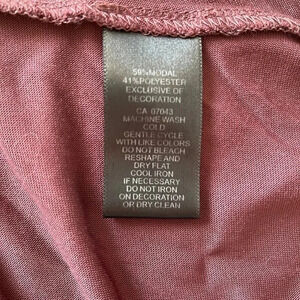 59%MODAL
41%POLYESTER
EXCLUSIVE OF
DECORATION
CA 07043
MACHINE WASH
COLD
GENTLE CYCLE
WITH LIKE COLORS
DO NOT BLEACH
RESHAPE AND
DRY FLAT
COOL IRON
IF NECESSARY
DO NOT IRON
ON DECORATION
OR DRY CLEAN